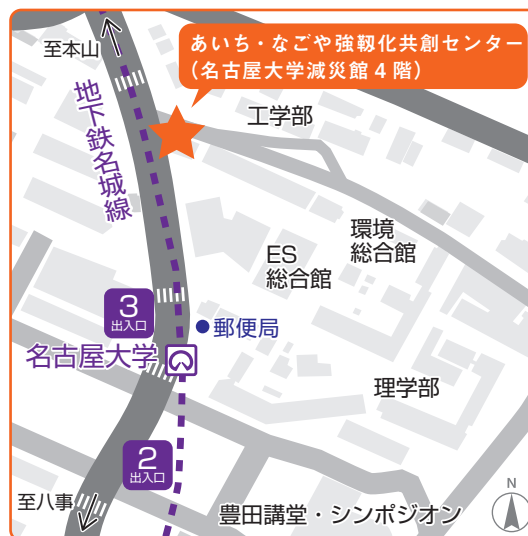 至本山
あいち・なごや強靱化共創センター
(名古屋大学減災館4階)
地下鉄名城線
工学部
環境
総合館
ES
総合館
3
出入口
郵便局
名古屋大学
理学部
2
出入口
至八事
豊田講堂・シンポジオン
N